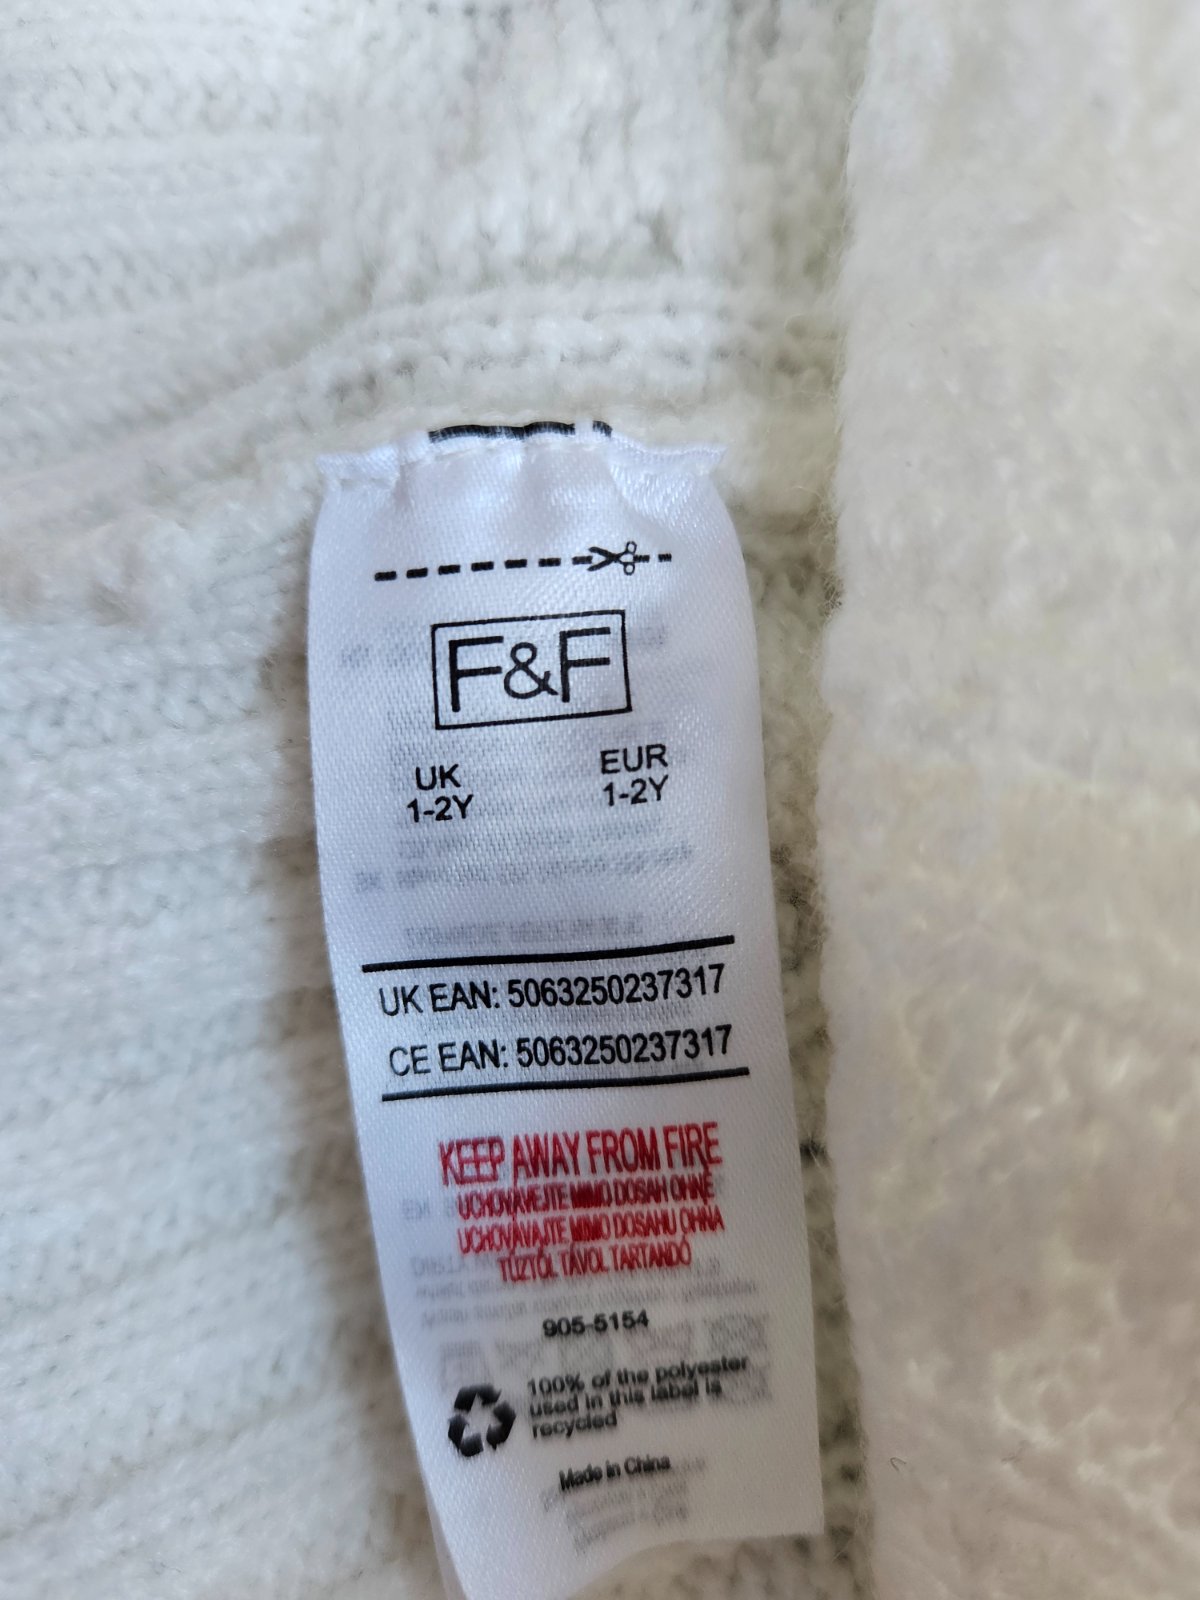 F&F
UK
1-2Y
EUR
1-2Y
UK EAN: 5063250237317
CE EAN: 5063250237317
KEEP AWAY FROM FIRE
UCHOVÁVEJTE MIMO DOSAH OHNĚ
UCHOVÁVAJTE MIMO DOSAHU OHŇA
TŰZTŐL TÁVOL TARTANDÓ
905-5154
100% of the polyester
used in this label is
recycled
Made in China